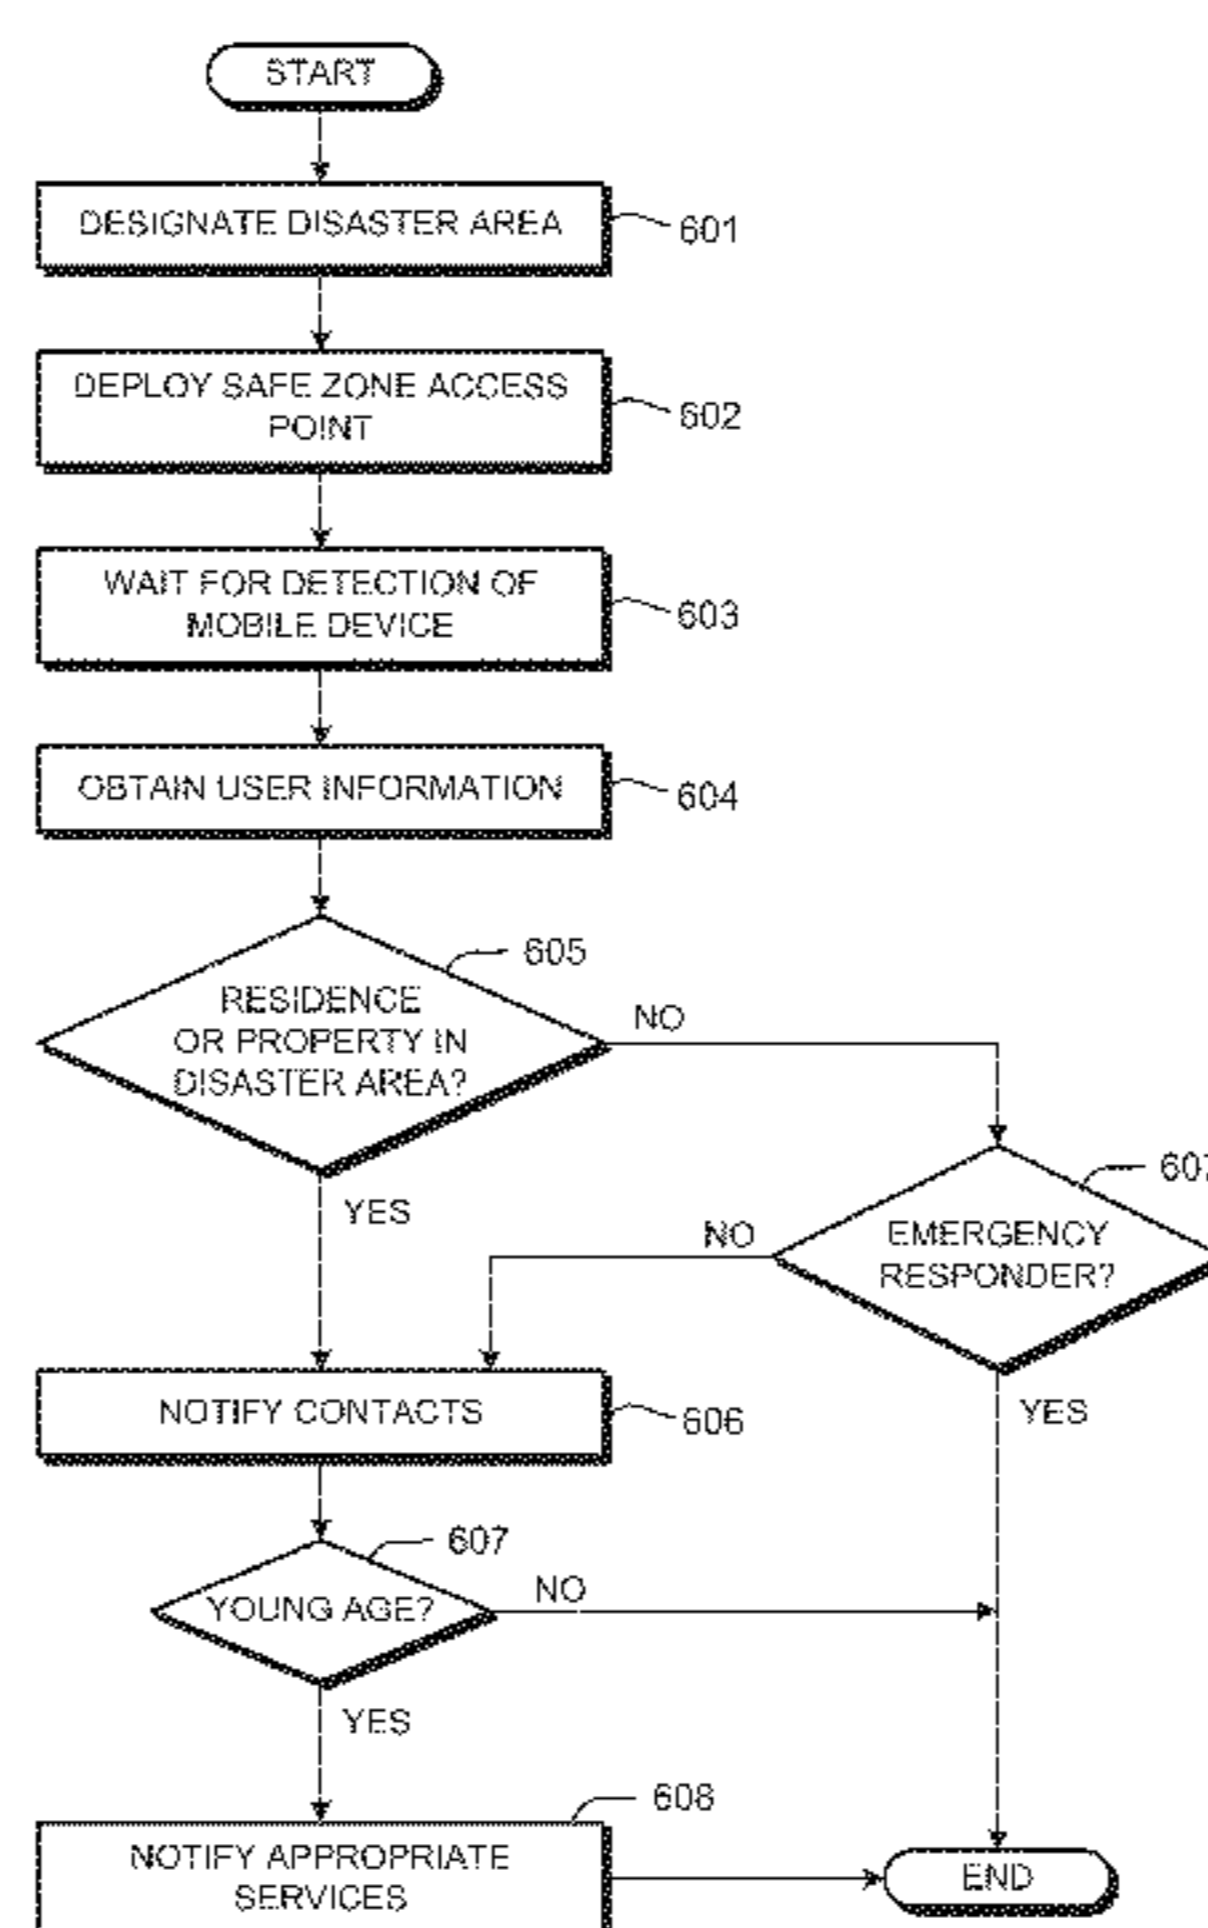 START
DESIGNATE DISASTER AREA
601
DEPLOY SAFE ZONE ACCESS
POINT
602
WAIT FOR DETECTION OF
MOBILE DEVICE
603
OBTAIN USER INFORMATION
604
605
RESIDENCE
OR PROPERTY IN
DISASTER AREA?
NO
YES
607
EMERGENCY
RESPONDER?
NO
YES
NOTIFY CONTACTS
606
607
YOUNG AGE?
NO
YES
608
NOTIFY APPROPRIATE
SERVICES
END